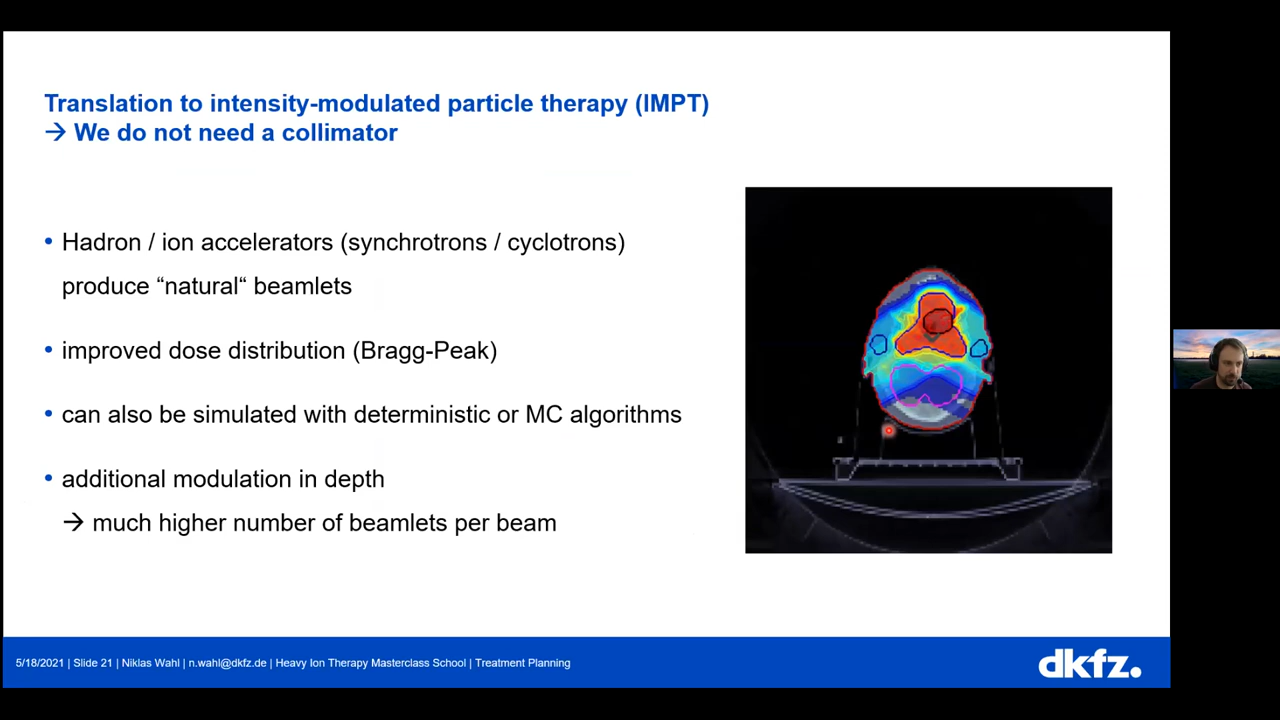 Translation to intensity-modulated particle therapy (IMPT)
→ We do not need a collimator
• Hadron / ion accelerators (synchrotrons / cyclotrons)
produce “natural“ beamlets
• improved dose distribution (Bragg-Peak)
• can also be simulated with deterministic or MC algorithms
• additional modulation in depth
→ much higher number of beamlets per beam
5/18/2021 | Slide 21 | Niklas Wahl | n.wahl@dkfz.de | Heavy Ion Therapy Masterclass School | Treatment Planning
dkfz.